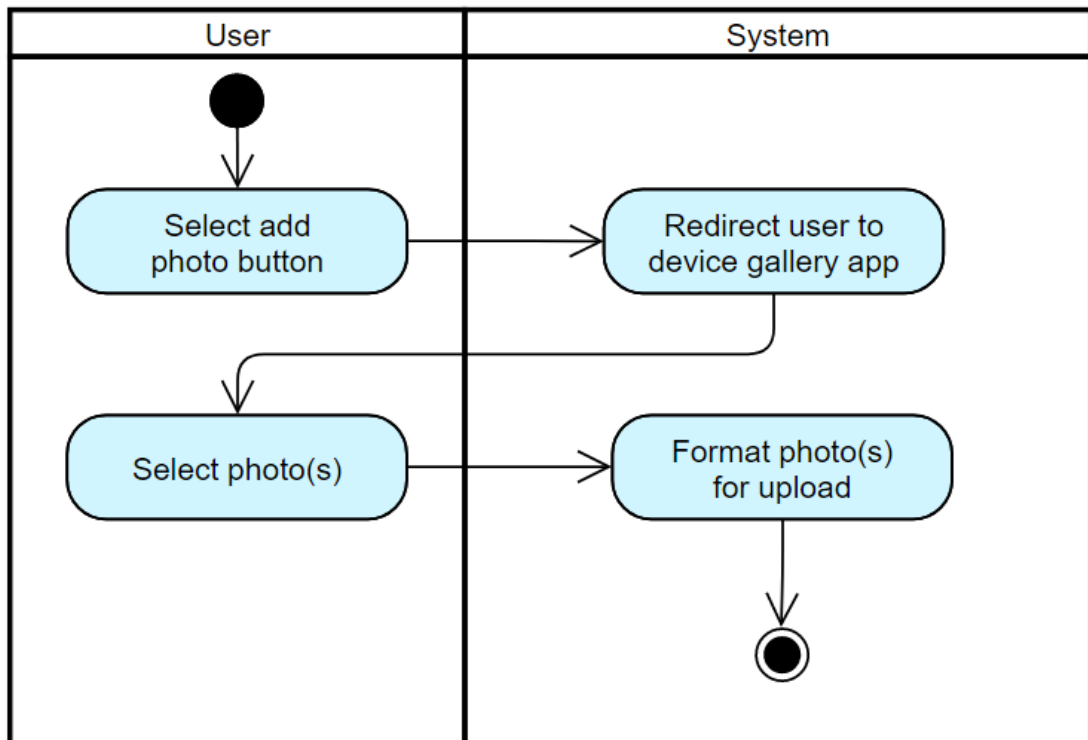 User
System
Select add
photo button
Redirect user to
device gallery app
Select photo(s)
Format photo(s)
for upload